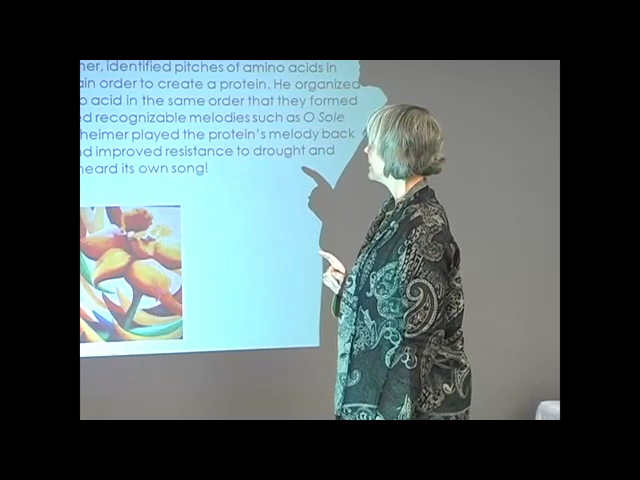 her, identified pitches of amino acids in
ain order to create a protein. He organized
o acid in the same order that they formed
ed recognizable melodies such as O Sole
heimer played the protein's melody back
nd improved resistance to drought and
heard its own song!